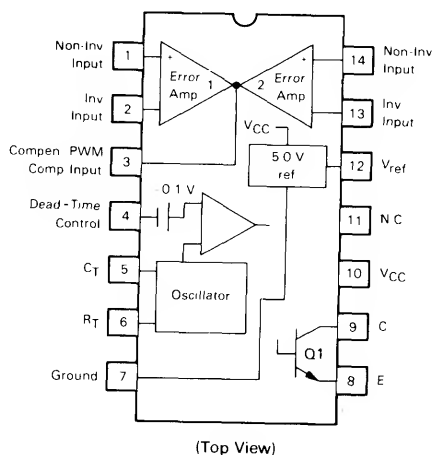 Non-Inv
Input
1
Inv
Input
2
Compen PWM
Comp Input
3
Dead-Time
Control
4
CT
5
RT
6
Ground
7
+
Error
Amp
1
2
Error
Amp
+
VCC
5 0 V
ref
0 1 V
Oscillator
Q1
14
Non-Inv
Input
13
Inv
Input
12
Vref
11
N C
10
VCC
9
C
8
E
(Top View)